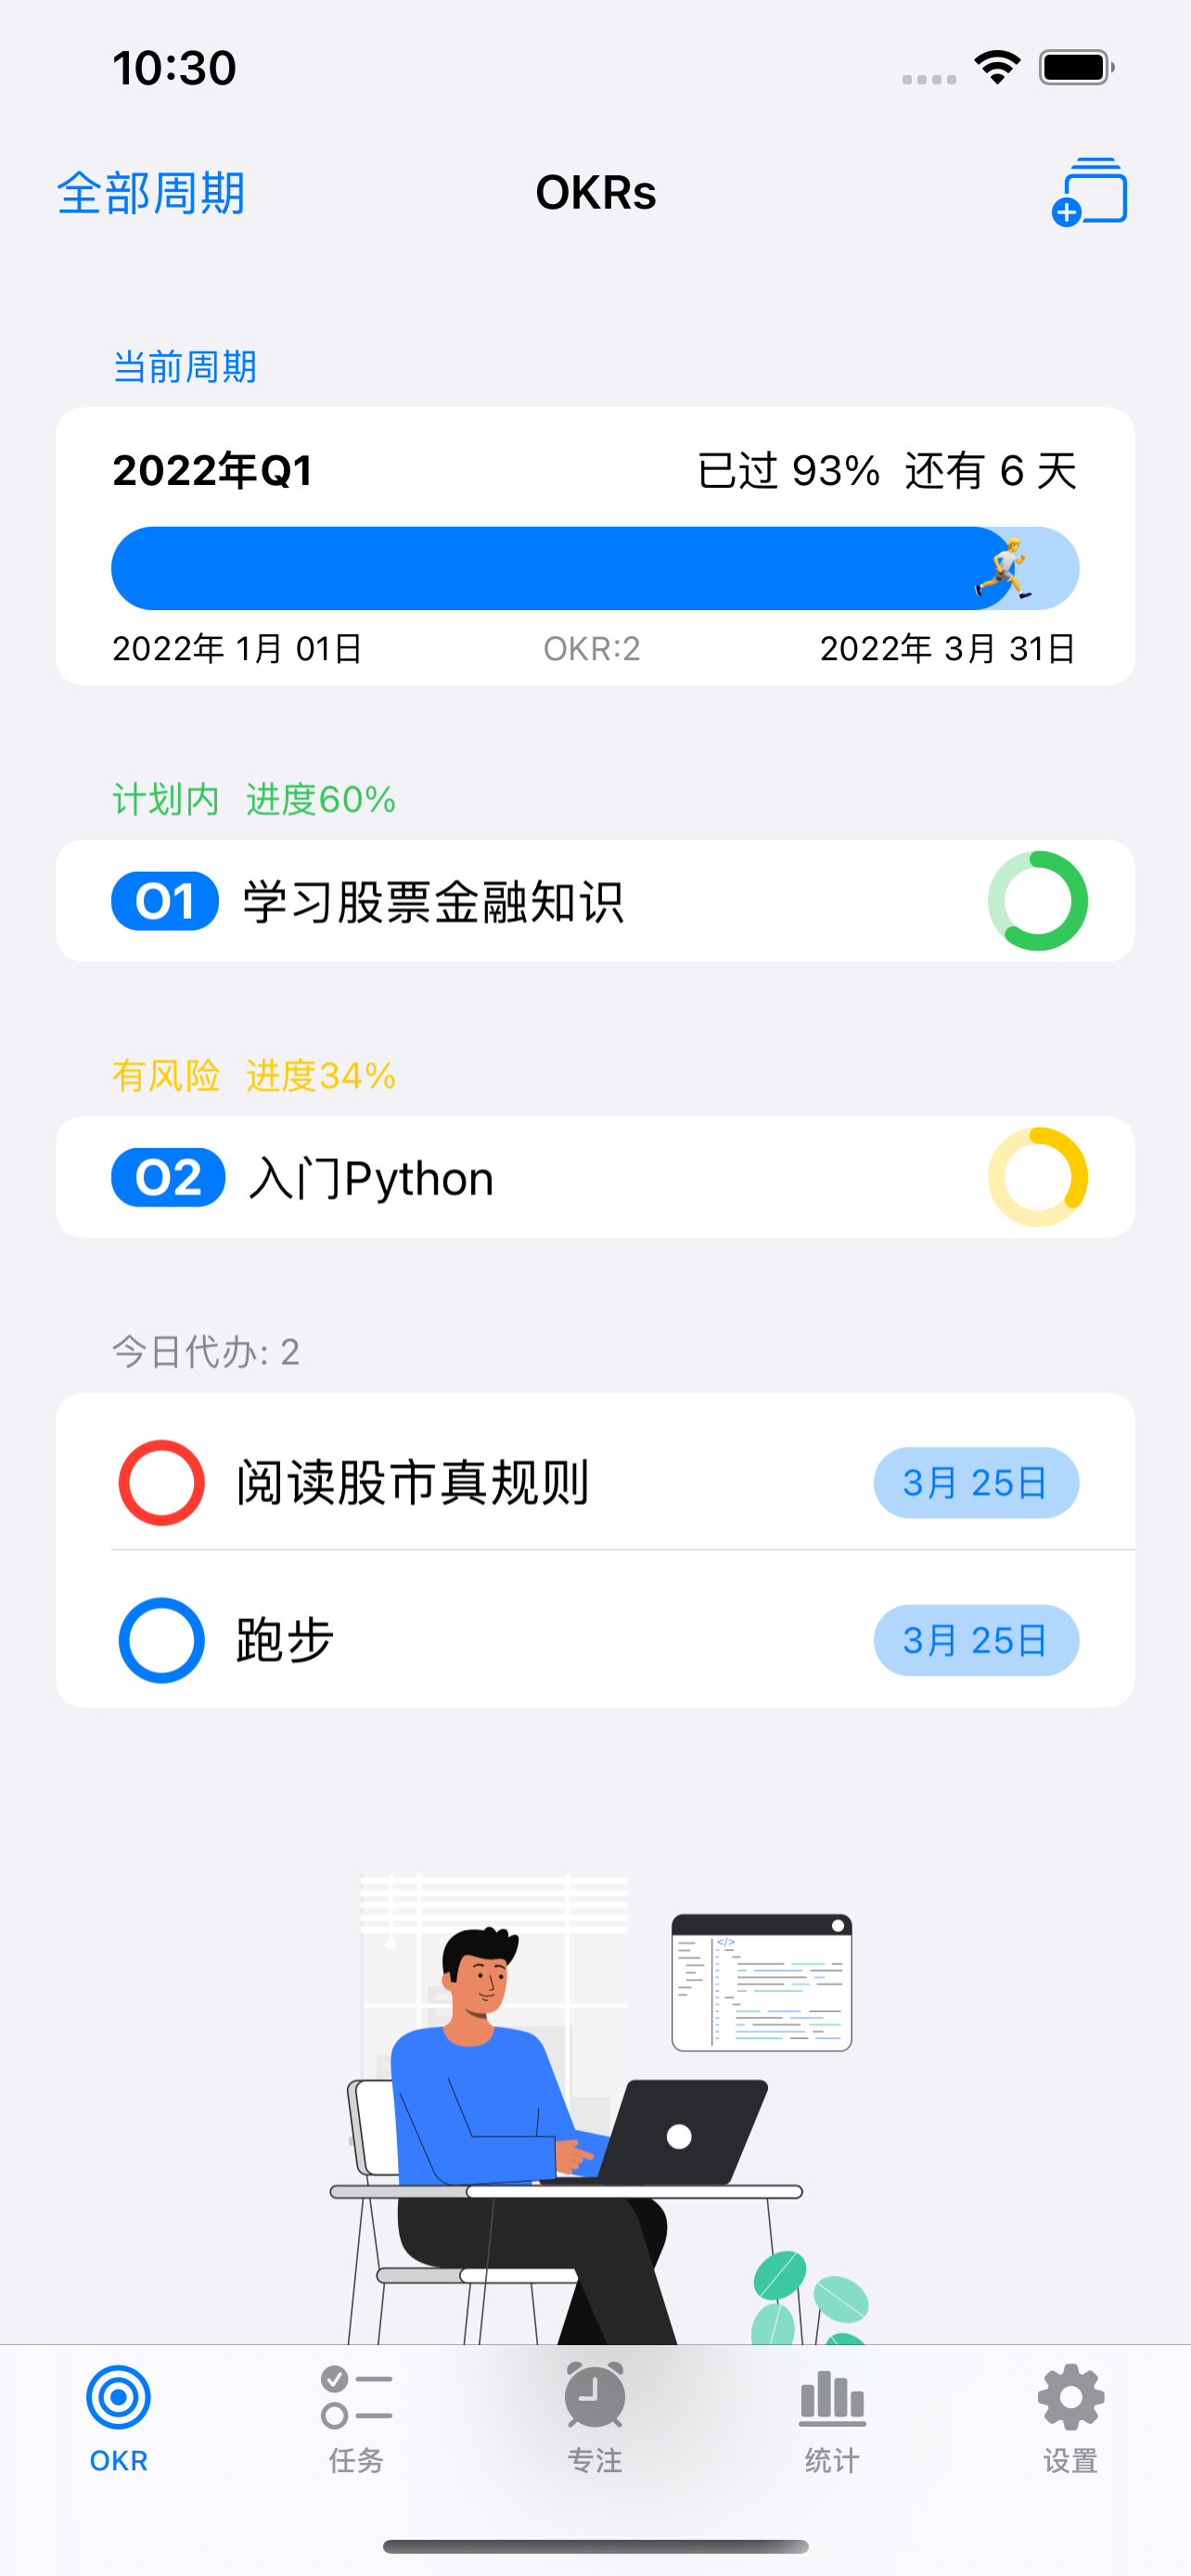 10:30
全部周期 OKRs
当前周期
2022年Q1 已过 93% 还有 6 天
2022年 1月 01日 OKR:2 2022年 3月 31日
计划内 进度60%
O1 学习股票金融知识
有风险 进度34%
O2 入门Python
今日代办: 2
阅读股市真规则 3月 25日
跑步 3月 25日
</>
OKR 任务 专注 统计 设置